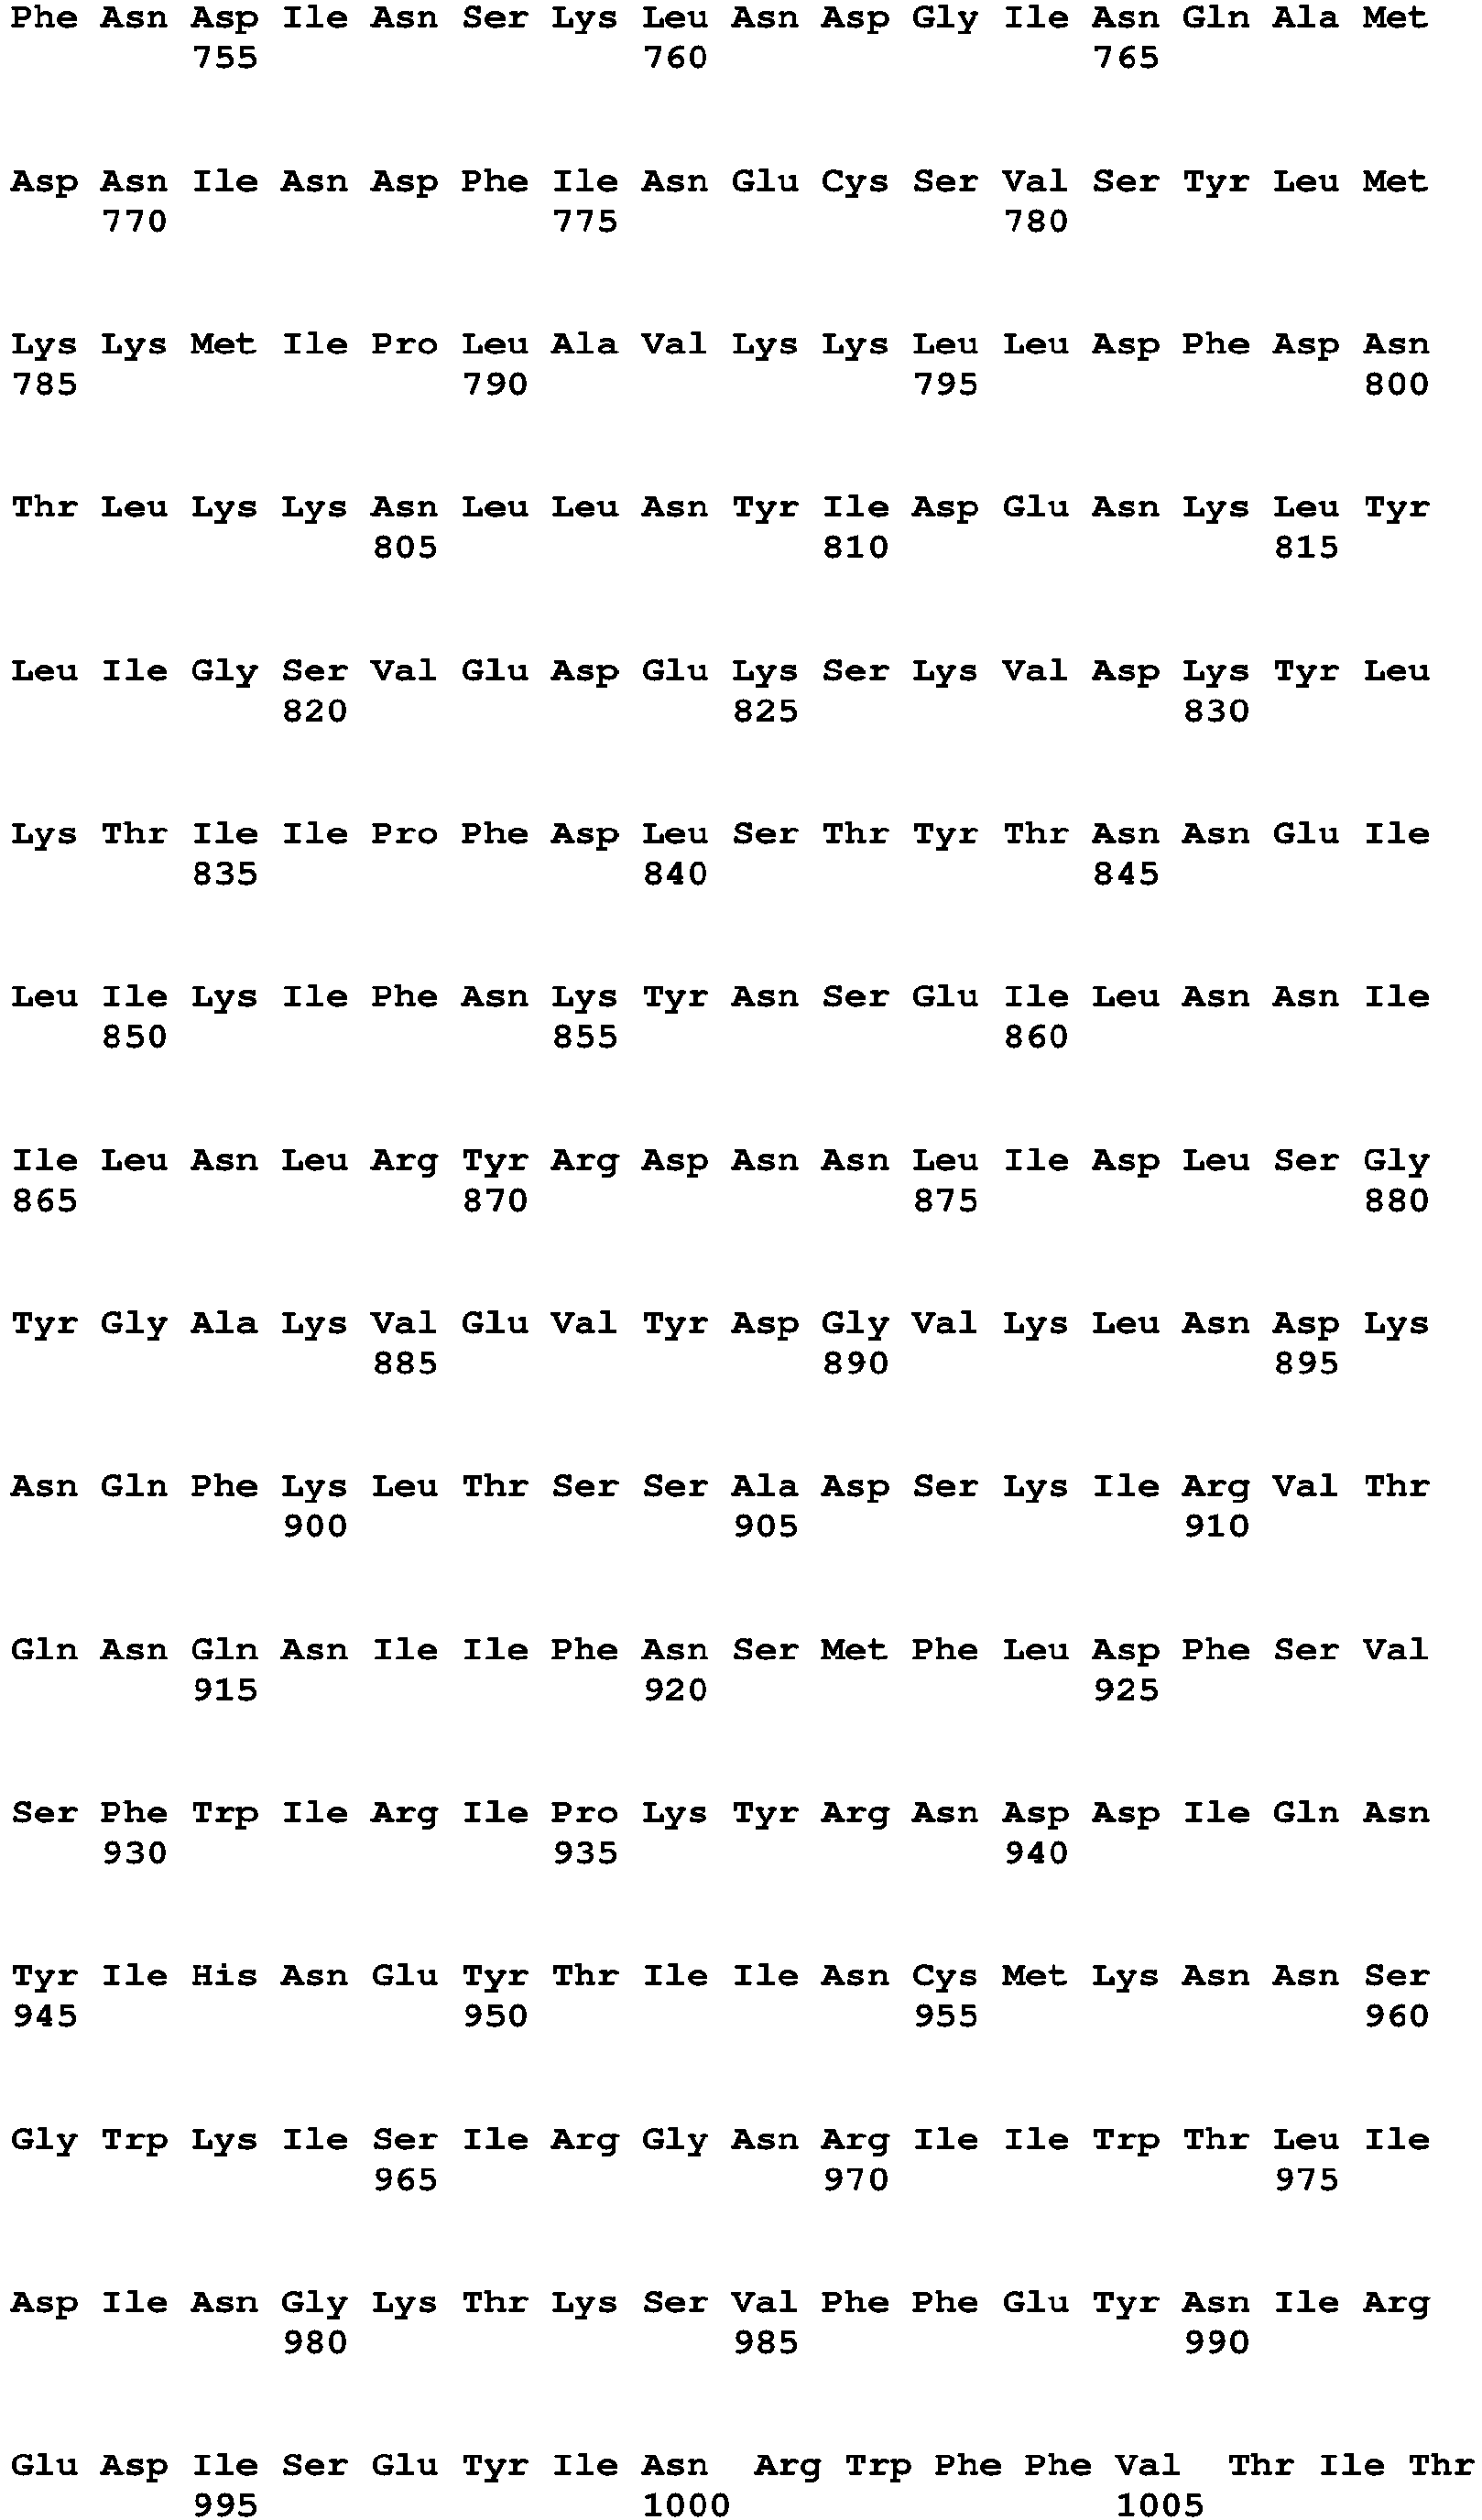 Phe Asn Asp Ile Asn Ser Lys Leu Asn Asp Gly Ile Asn Gln Ala Met
755 760 765
Asp Asn Ile Asn Asp Phe Ile Asn Glu Cys Ser Val Ser Tyr Leu Met
770 775 780
Lys Lys Met Ile Pro Leu Ala Val Lys Lys Leu Leu Asp Phe Asp Asn
785 790 795 800
Thr Leu Lys Lys Asn Leu Leu Asn Tyr Ile Asp Glu Asn Lys Leu Tyr
805 810 815
Leu Ile Gly Ser Val Glu Asp Glu Lys Ser Lys Val Asp Lys Tyr Leu
820 825 830
Lys Thr Ile Ile Pro Phe Asp Leu Ser Thr Tyr Thr Asn Asn Glu Ile
835 840 845
Leu Ile Lys Ile Phe Asn Lys Tyr Asn Ser Glu Ile Leu Asn Asn Ile
850 855 860
Ile Leu Asn Leu Arg Tyr Arg Asp Asn Asn Leu Ile Asp Leu Ser Gly
865 870 875 880
Tyr Gly Ala Lys Val Glu Val Tyr Asp Gly Val Lys Leu Asn Asp Lys
885 890 895
Asn Gln Phe Lys Leu Thr Ser Ser Ala Asp Ser Lys Ile Arg Val Thr
900 905 910
Gln Asn Gln Asn Ile Ile Phe Asn Ser Met Phe Leu Asp Phe Ser Val
915 920 925
Ser Phe Trp Ile Arg Ile Pro Lys Tyr Arg Asn Asp Asp Ile Gln Asn
930 935 940
Tyr Ile His Asn Glu Tyr Thr Ile Ile Asn Cys Met Lys Asn Asn Ser
945 950 955 960
Gly Trp Lys Ile Ser Ile Arg Gly Asn Arg Ile Ile Trp Thr Leu Ile
965 970 975
Asp Ile Asn Gly Lys Thr Lys Ser Val Phe Phe Glu Tyr Asn Ile Arg
980 985 990
Glu Asp Ile Ser Glu Tyr Ile Asn Arg Trp Phe Phe Val Thr Ile Thr
995 1000 1005